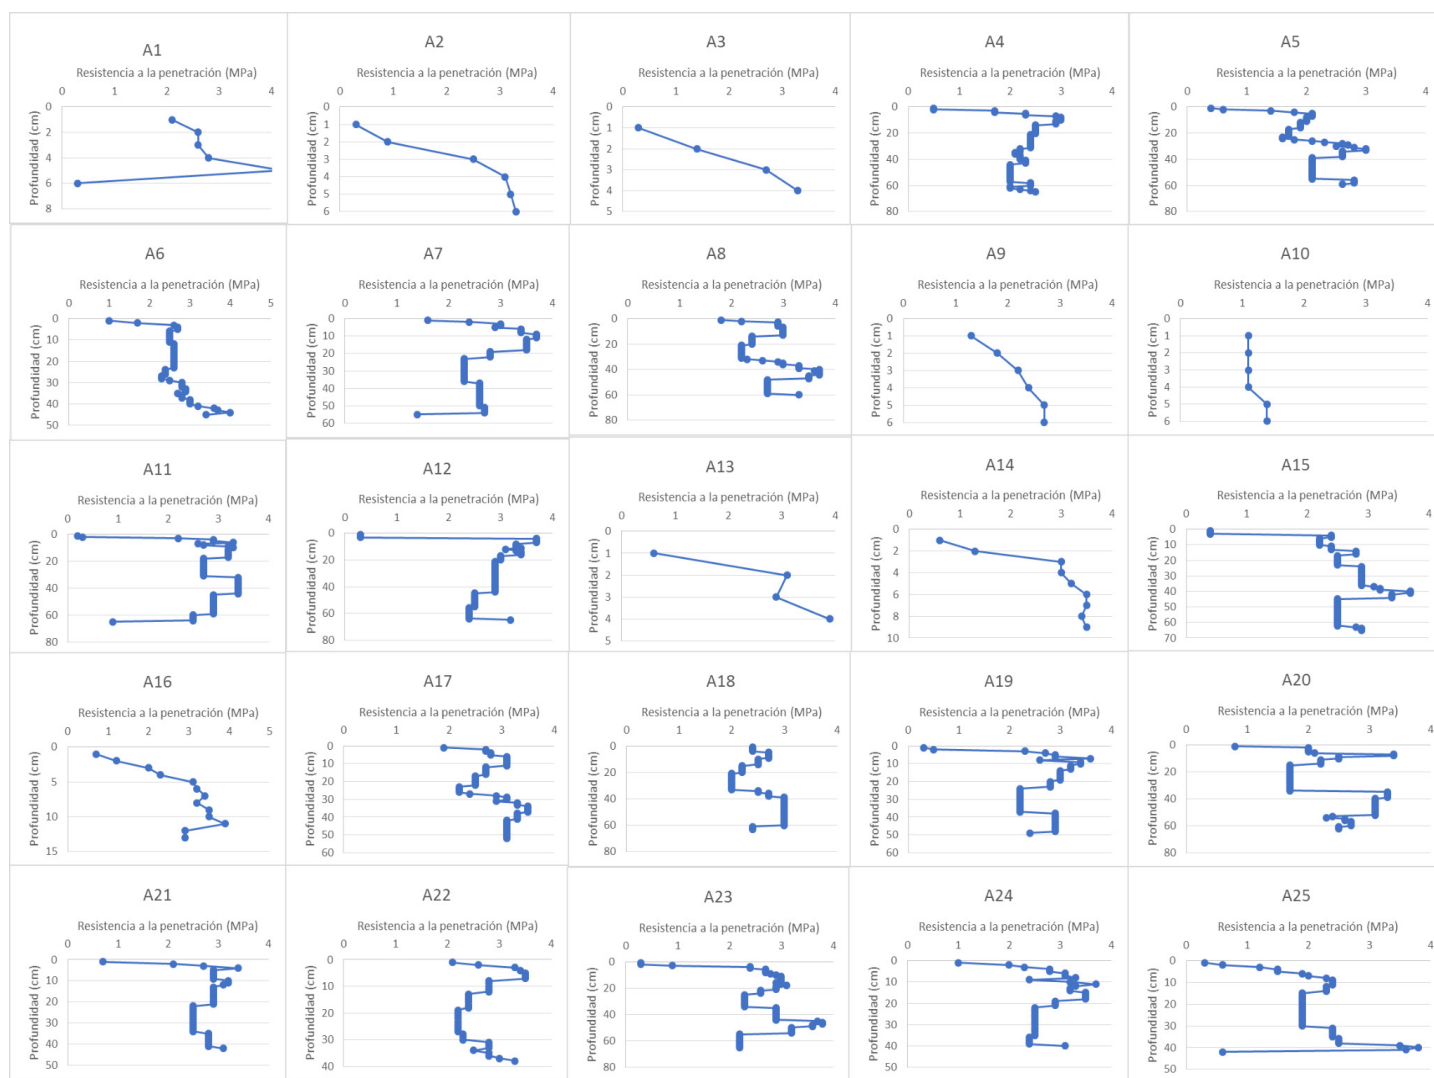 A1
Resistencia a la penetración (MPa)
0 1 2 3 4
Profundidad (cm)
0
2
4
6
8
A2
Resistencia a la penetración (MPa)
0 1 2 3 4
Profundidad (cm)
0
1
2
3
4
5
6
A3
Resistencia a la penetración (MPa)
0 1 2 3 4
Profundidad (cm)
0
1
2
3
4
5
A4
Resistencia a la penetración (MPa)
0 1 2 3 4
Profundidad (cm)
0
20
40
60
80
A5
Resistencia a la penetración (MPa)
0 1 2 3 4
Profundidad (cm)
0
20
40
60
80
A6
Resistencia a la penetración (MPa)
0 1 2 3 4 5
Profundidad (cm)
0
10
20
30
40
50
A7
Resistencia a la penetración (MPa)
0 1 2 3 4
Profundidad (cm)
0
10
20
30
40
50
60
A8
Resistencia a la penetración (MPa)
0 1 2 3 4
Profundidad (cm)
0
20
40
60
80
A9
Resistencia a la penetración (MPa)
0 1 2 3 4
Profundidad (cm)
0
1
2
3
4
5
6
A10
Resistencia a la penetración (MPa)
0 1 2 3 4
Profundidad (cm)
0
1
2
3
4
5
6
A11
Resistencia a la penetración (MPa)
0 1 2 3 4
Profundidad (cm)
0
20
40
60
80
A12
Resistencia a la penetración (MPa)
0 1 2 3 4
Profundidad (cm)
0
20
40
60
80
A13
Resistencia a la penetración (MPa)
0 1 2 3 4
Profundidad (cm)
0
1
2
3
4
5
A14
Resistencia a la penetración (MPa)
0 1 2 3 4
Profundidad (cm)
0
2
4
6
8
10
A15
Resistencia a la penetración (MPa)
0 1 2 3 4
Profundidad (cm)
0
10
20
30
40
50
60
70
A16
Resistencia a la penetración (MPa)
0 1 2 3 4 5
Profundidad (cm)
0
5
10
15
A17
Resistencia a la penetración (MPa)
0 1 2 3 4
Profundidad (cm)
0
10
20
30
40
50
60
A18
Resistencia a la penetración (MPa)
0 1 2 3 4
Profundidad (cm)
0
20
40
60
80
A19
Resistencia a la penetración (MPa)
0 1 2 3 4
Profundidad (cm)
0
10
20
30
40
50
60
A20
Resistencia a la penetración (MPa)
0 1 2 3 4
Profundidad (cm)
0
20
40
60
80
A21
Resistencia a la penetración (MPa)
0 1 2 3 4
Profundidad (cm)
0
10
20
30
40
50
A22
Resistencia a la penetración (MPa)
0 1 2 3 4
Profundidad (cm)
0
10
20
30
40
A23
Resistencia a la penetración (MPa)
0 1 2 3 4
Profundidad (cm)
0
20
40
60
80
A24
Resistencia a la penetración (MPa)
0 1 2 3 4
Profundidad (cm)
0
10
20
30
40
50
A25
Resistencia a la penetración (MPa)
0 1 2 3 4
Profundidad (cm)
0
10
20
30
40
50